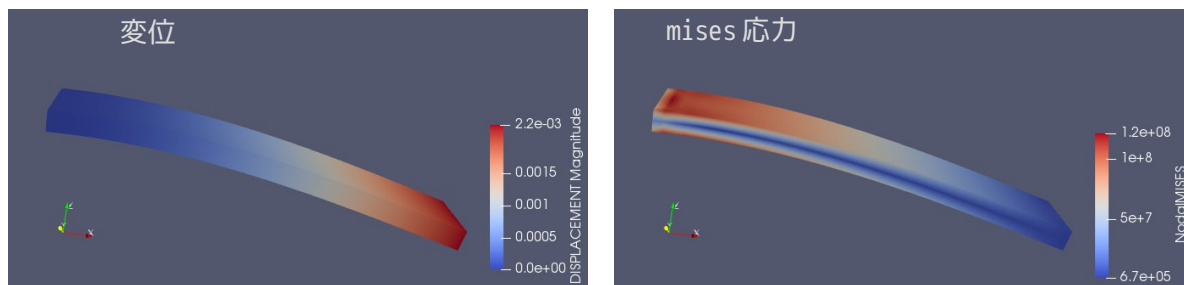 変位
2.2e-03
0.0015
0.001
0.0005
0.0e+00
DISPLACEMENT Magnitude
X
mises 応力
1.2e+08
1e+8
5e+7
6.7e+05
NodalMISES
X